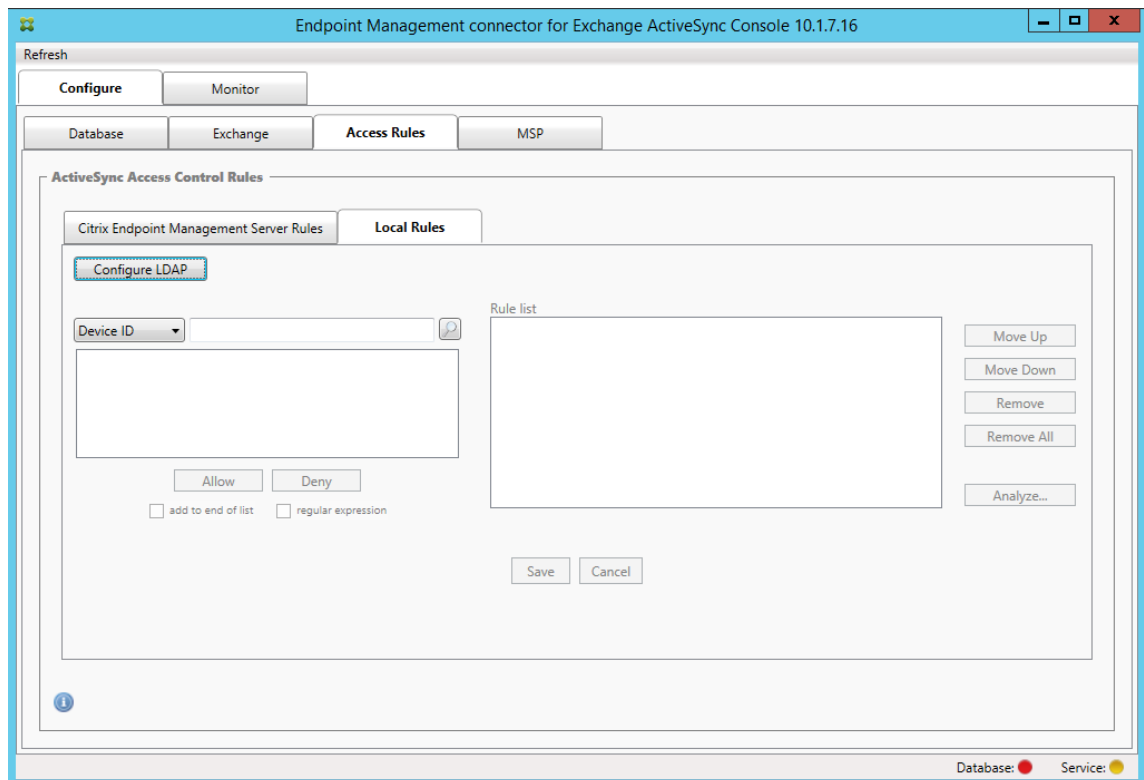 Endpoint Management connector for Exchange ActiveSync Console 10.1.7.16
Refresh
Configure Monitor
Database Exchange Access Rules MSP
ActiveSync Access Control Rules
Citrix Endpoint Management Server Rules Local Rules
Configure LDAP
Rule list
Device ID
Move Up
Move Down
Remove
Remove All
Allow Deny
Analyze...
add to end of list regular expression
Save Cancel
Database: Service: